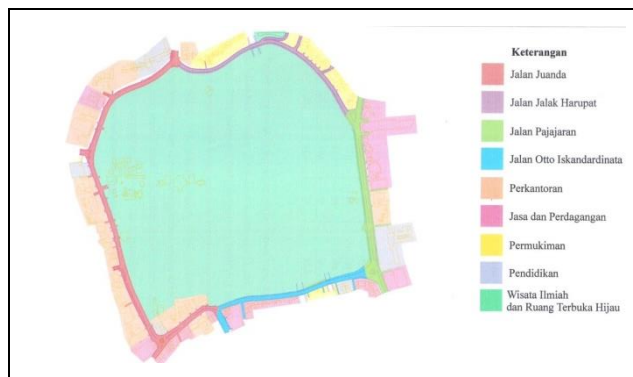 Keterangan
Jalan Juanda
Jalan Jalak Harupat
Jalan Pajajaran
Jalan Otto Iskandardinata
Perkantoran
Jasa dan Perdagangan
Permukiman
Pendidikan
Wisata Ilmiah
dan Ruang Terbuka Hijau